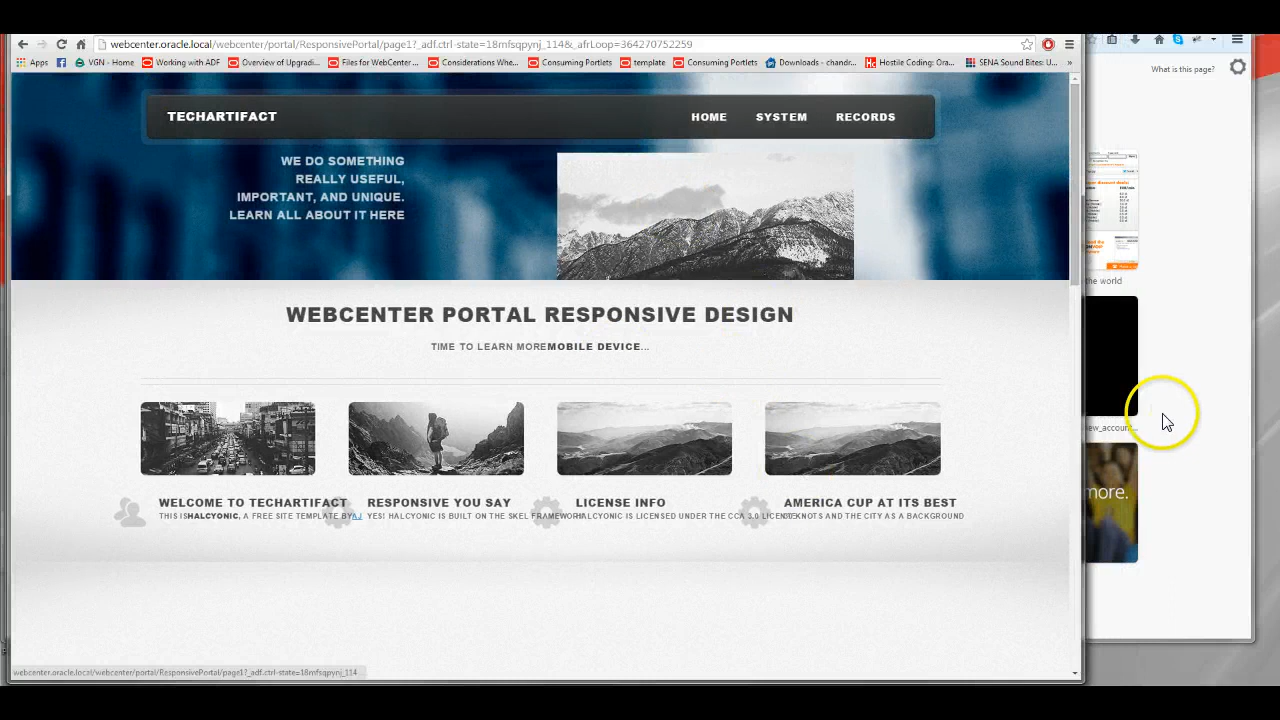 webcenter.oracle.local/webcenter/portal/ResponsivePortal/page1?_adf.ctrl-state=18mfsqpynj_114&_afrLoop=364270752259
Apps VGN - Home Working with ADF Overview of Upgradi... Files for WebCenter ... Considerations Whe... Consuming Portlets template Consuming Portlets Downloads - chandr... Hostile Coding: Ora... SENA Sound Bites: U... »
What is this page?
TECHARTIFACT HOME SYSTEM RECORDS
WE DO SOMETHING
REALLY USEFUL,
IMPORTANT, AND UNIQUE.
LEARN ALL ABOUT IT HERE
the world
WEBCENTER PORTAL RESPONSIVE DESIGN
TIME TO LEARN MOREMOBILE DEVICE...
more.
WELCOME TO TECHARTIFACT RESPONSIVE YOU SAY LICENSE INFO AMERICA CUP AT ITS BEST
THIS ISHALCYONIC, A FREE SITE TEMPLATE BYAJ YES! HALCYONIC IS BUILT ON THE SKEL FRAMEWORK HALCYONIC IS LICENSED UNDER THE CCA 3.0 LICENSE KNOTS AND THE CITY AS A BACKGROUND
webcenter.oracle.local/webcenter/portal/ResponsivePortal/page1?_adf.ctrl-state=18mfsqpynj_114